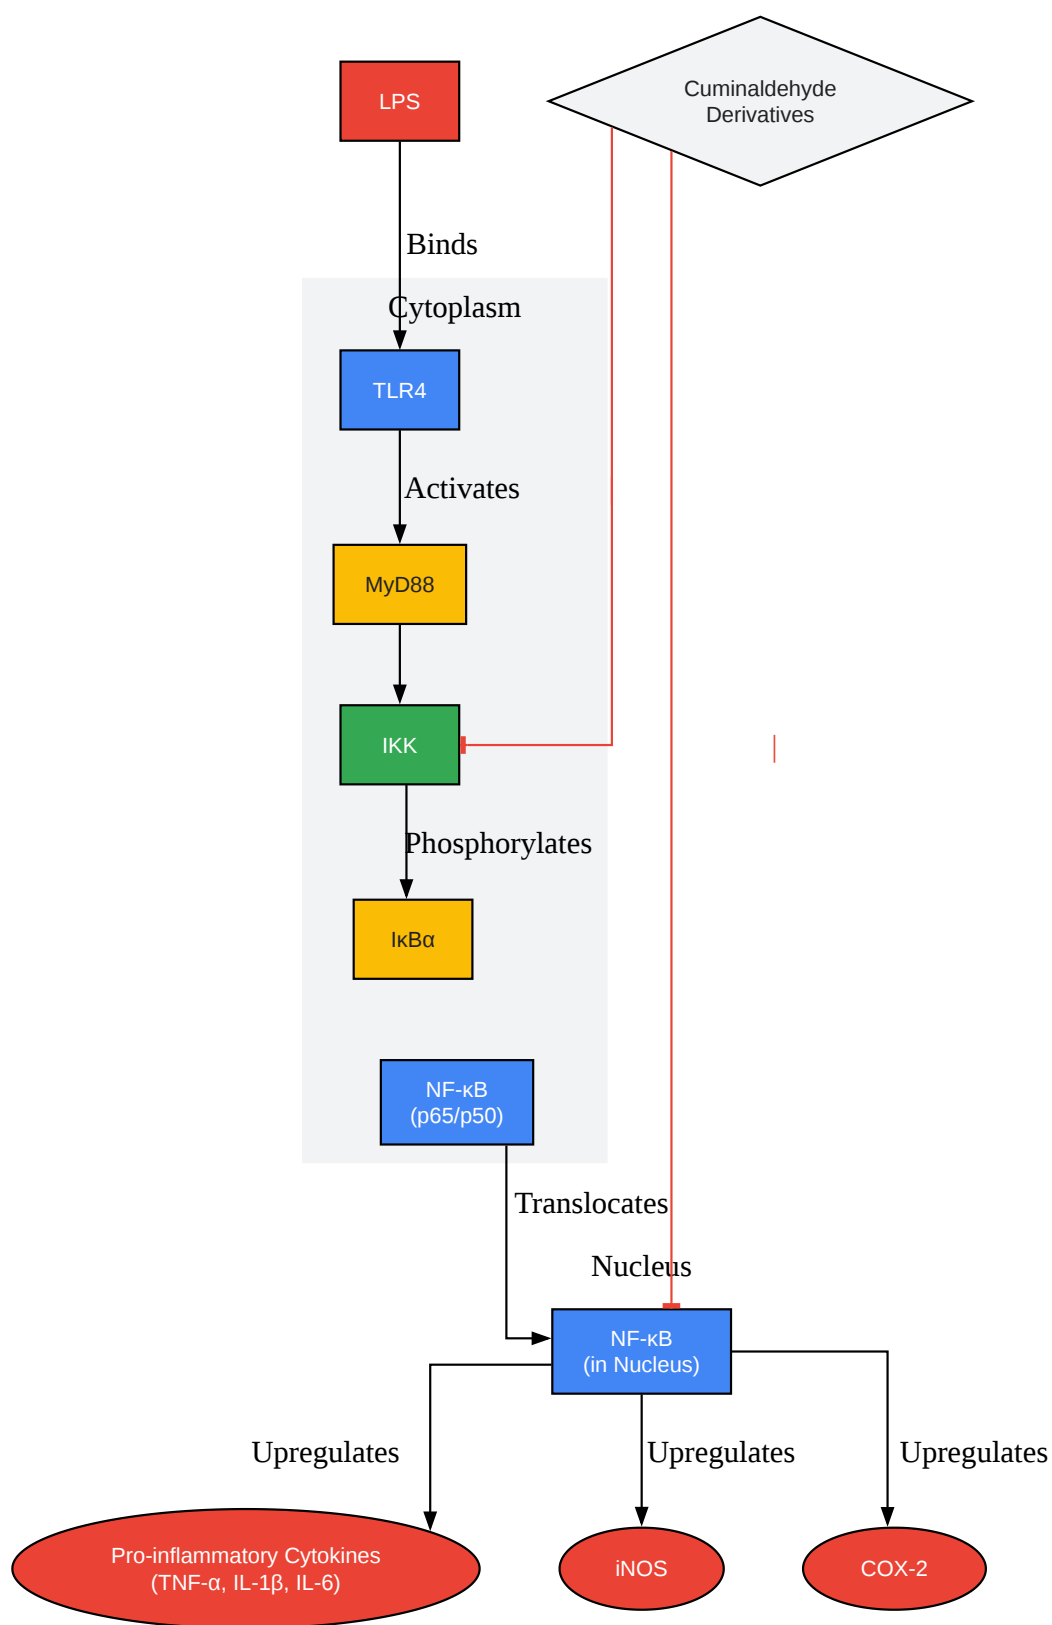 LPS
Cuminaldehyde
Derivatives
Binds
Cytoplasm
TLR4
Activates
MyD88
IKK
Phosphorylates
IκBα
NF-κB
(p65/p50)
Translocates
Nucleus
NF-κB
(in Nucleus)
Upregulates
Upregulates
Upregulates
Pro-inflammatory Cytokines
(TNF-α, IL-1β, IL-6)
iNOS
COX-2